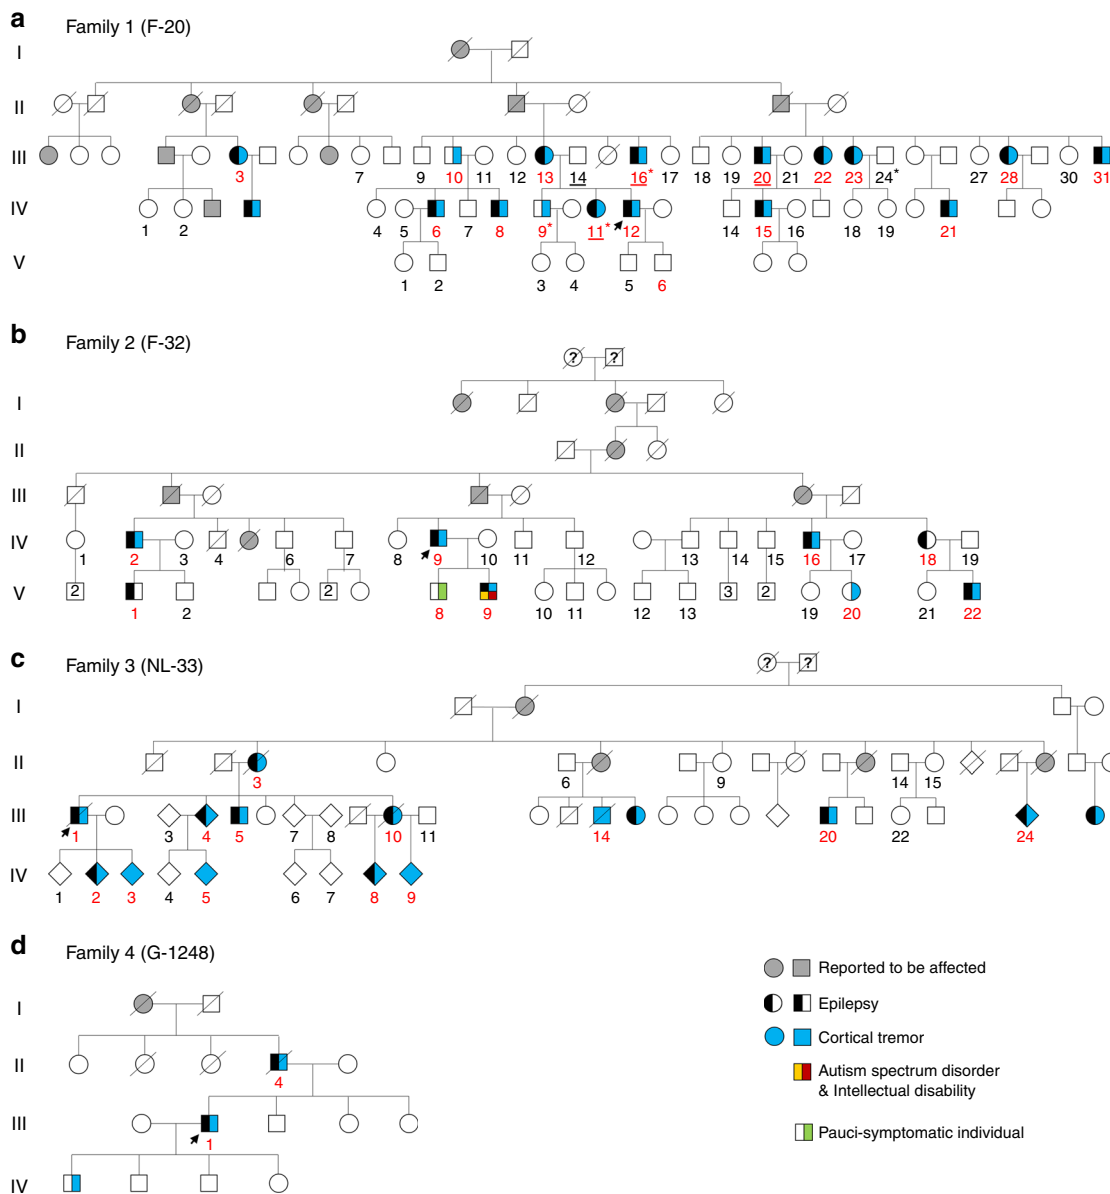 a
Family 1 (F-20)
I
II
III
3 7 9 10 11 12 13 14 16* 17 18 19 20 21 22 23 24* 27 28 30 31
IV
1 2 4 5 6 7 8 9* 11* 12 14 15 16 18 19 21
V
1 2 3 4 5 6
b
Family 2 (F-32)
? ?
I
II
III
IV
1 2 3 4 6 7 8 9 10 11 12 13 14 15 16 17 18 19
V
2 2 3 2
1 2 8 9 10 11 12 13 19 20 21 22
c
Family 3 (NL-33)
? ?
I
II
3 6 9 14 15
III
1 3 4 5 7 8 10 11 14 20 22 24
IV
1 2 3 4 5 6 7 8 9
d
Family 4 (G-1248)
I
II
4
III
1
IV
Reported to be affected
Epilepsy
Cortical tremor
Autism spectrum disorder
& Intellectual disability
Pauci-symptomatic individual